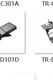 C301A TR-
D101D TR-